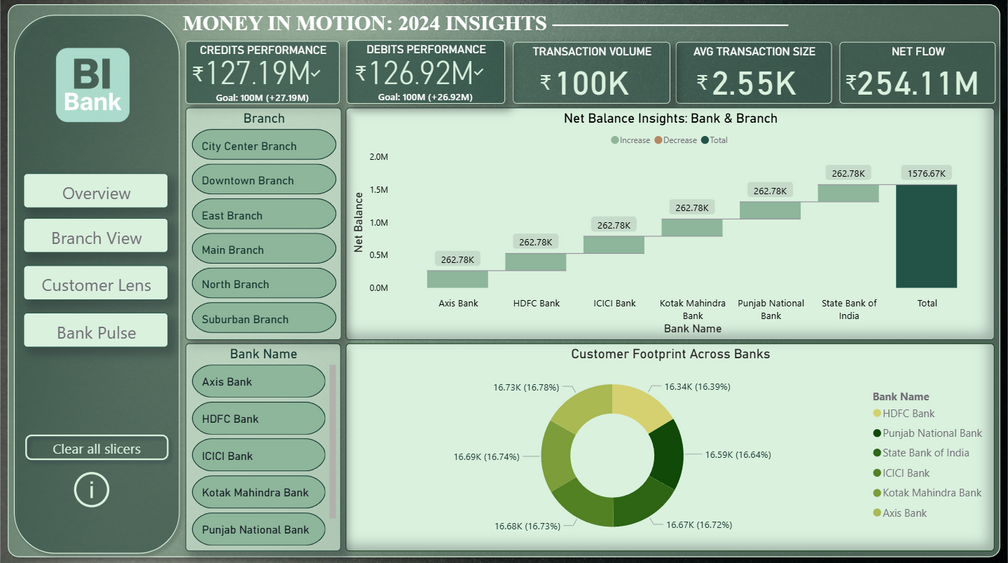 MONEY IN MOTION: 2024 INSIGHTS
BI
Bank
Overview
Branch View
Customer Lens
Bank Pulse
Clear all slicers
i
CREDITS PERFORMANCE
₹127.19M✓
Goal: 100M (+27.19M)
DEBITS PERFORMANCE
₹126.92M✓
Goal: 100M (+26.92M)
TRANSACTION VOLUME
₹100K
AVG TRANSACTION SIZE
₹2.55K
NET FLOW
₹254.11M
Branch
City Center Branch
Downtown Branch
East Branch
Main Branch
North Branch
Suburban Branch
Net Balance Insights: Bank & Branch
Increase Decrease Total
Net Balance
2.0M
1.5M
1.0M
0.5M
0.0M
262.78K
262.78K
262.78K
262.78K
262.78K
262.78K
1576.67K
Axis Bank
HDFC Bank
ICICI Bank
Kotak Mahindra
Bank
Punjab National
Bank
State Bank of
India
Total
Bank Name
Bank Name
Axis Bank
HDFC Bank
ICICI Bank
Kotak Mahindra Bank
Punjab National Bank
Customer Footprint Across Banks
16.73K (16.78%)
16.34K (16.39%)
16.69K (16.74%)
16.59K (16.64%)
16.68K (16.73%)
16.67K (16.72%)
Bank Name
HDFC Bank
Punjab National Bank
State Bank of India
ICICI Bank
Kotak Mahindra Bank
Axis Bank